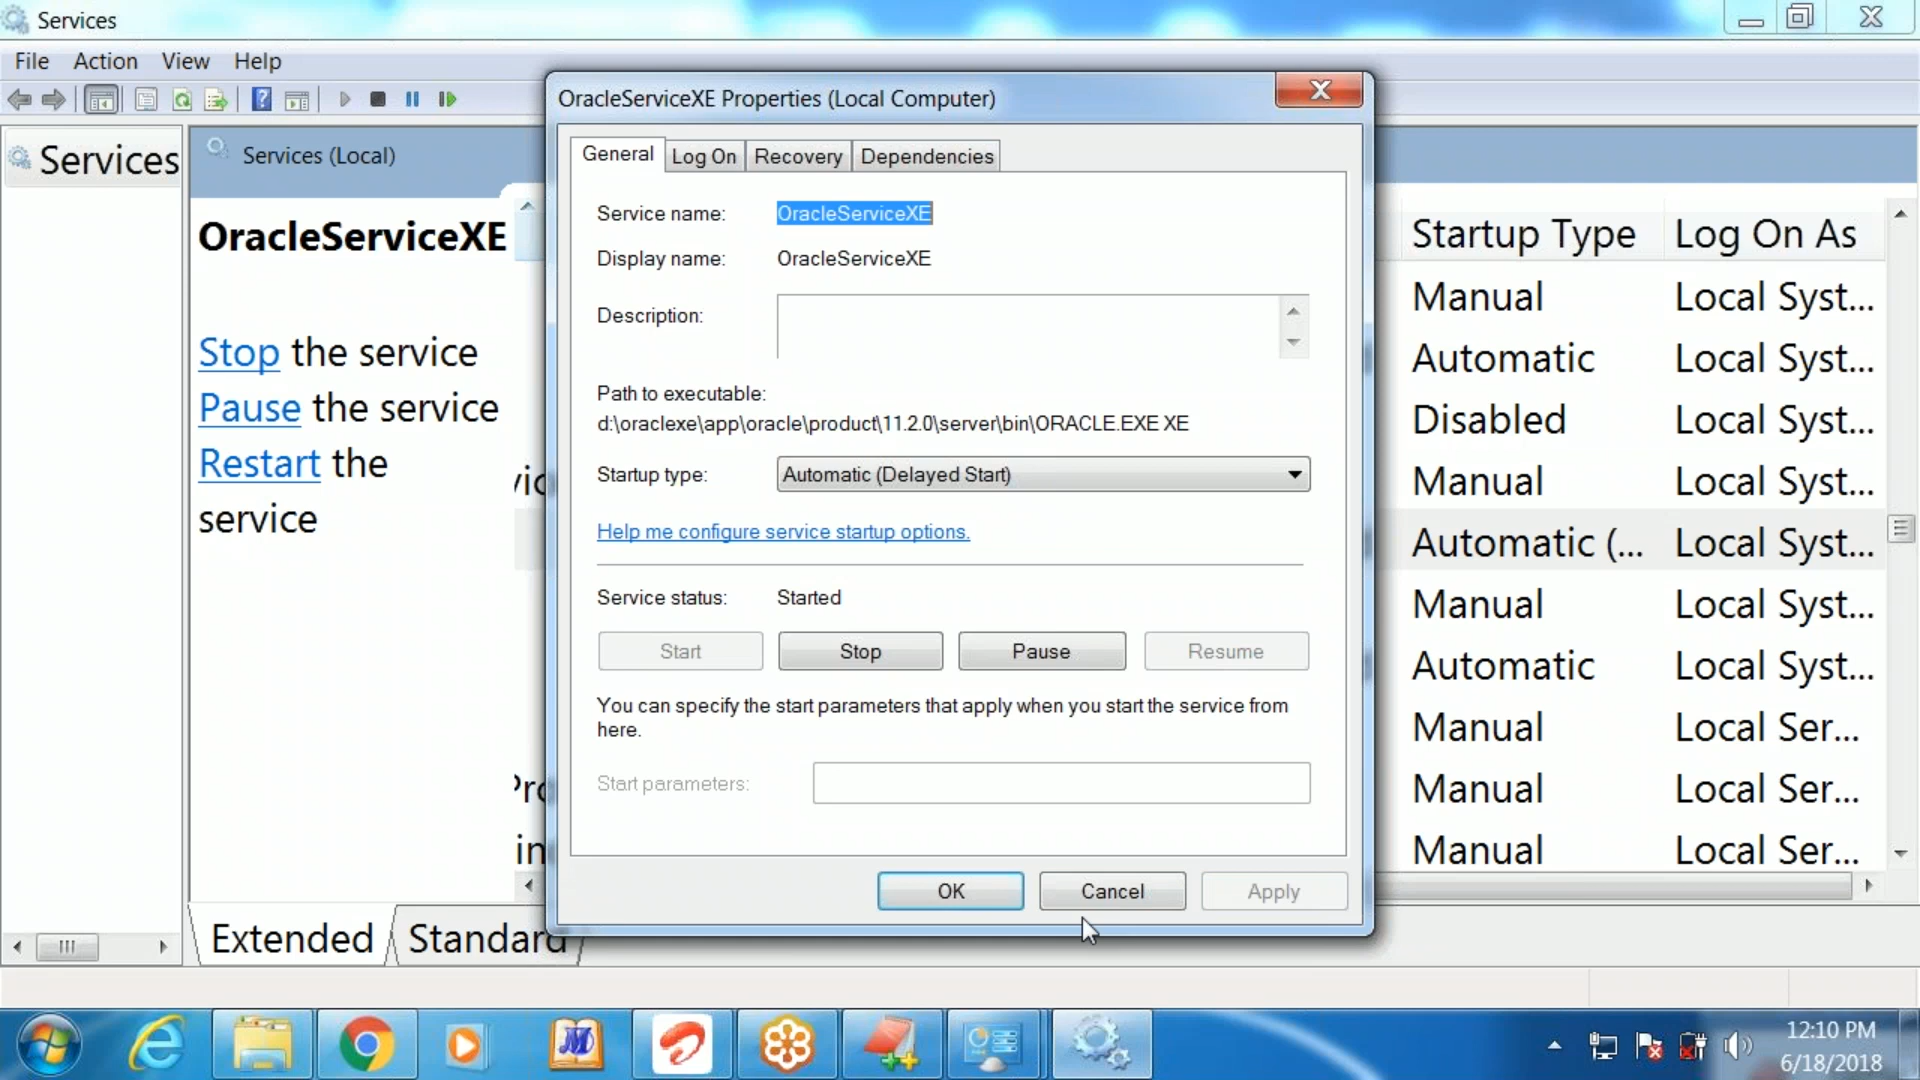 Services
File Action View Help
Services
Services (Local)
OracleServiceXE
Stop the service
Pause the service
Restart the
service
Extended
Standard
OracleServiceXE Properties (Local Computer)
General
Log On
Recovery
Dependencies
Service name: OracleServiceXE
Display name: OracleServiceXE
Description:
Path to executable:
d:\oraclexe\app\oracle\product\11.2.0\server\bin\ORACLE.EXE XE
Startup type: Automatic (Delayed Start)
Help me configure service startup options.
Service status: Started
Start Stop Pause Resume
You can specify the start parameters that apply when you start the service from
here.
Start parameters:
OK Cancel Apply
Startup Type Log On As
Manual Local Syst...
Automatic Local Syst...
Disabled Local Syst...
Manual Local Syst...
Automatic (... Local Syst...
Manual Local Syst...
Automatic Local Syst...
Manual Local Ser...
Manual Local Ser...
Manual Local Ser...
12:10 PM
6/18/2018